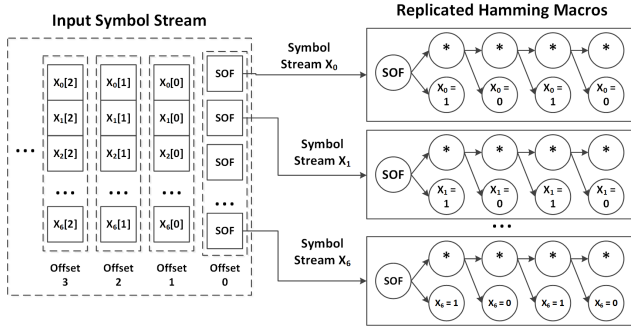 Input Symbol Stream
Replicated Hamming Macros
X₀[2] X₀[1] X₀[0] SOF
X₁[2] X₁[1] X₁[0] SOF
X₂[2] X₂[1] X₂[0] SOF
... ... ... ... ...
X₆[2] X₆[1] X₆[0] SOF
Offset 3
Offset 2
Offset 1
Offset 0
Symbol
Stream X₀
Symbol
Stream X₁
Symbol
Stream X₆
SOF
* * * *
X₀ = 1
X₀ = 0
X₀ = 1
X₀ = 0
SOF
* * * *
X₁ = 1
X₁ = 0
X₁ = 1
X₁ = 0
...
SOF
* * * *
X₆ = 1 X₆ = 0 X₆ = 1 X₆ = 0